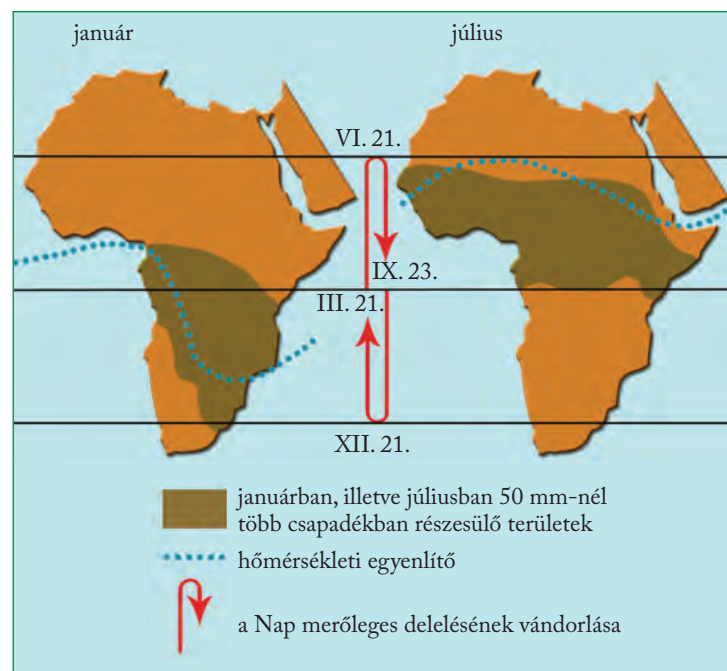 január
július
VI. 21.
IX. 23.
III. 21.
XII. 21.
januárban, illetve júliusban 50 mm-nél
több csapadékban részesülő területek
hőmérsékleti egyenlítő
a Nap merőleges delelésének vándorlása